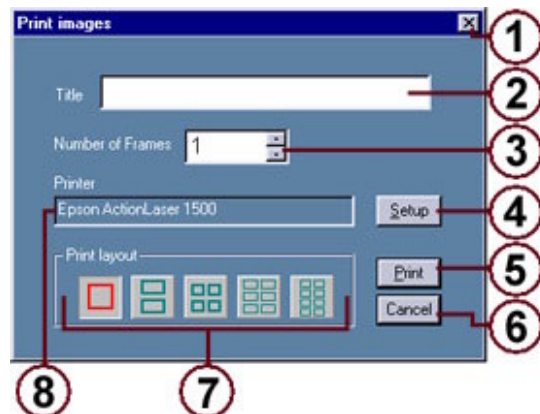 Print images
1
Title
2
Number of Frames 1
3
Printer
Epson ActionLaser 1500
Setup
4
Print layout
Print
5
Cancel
6
8
7